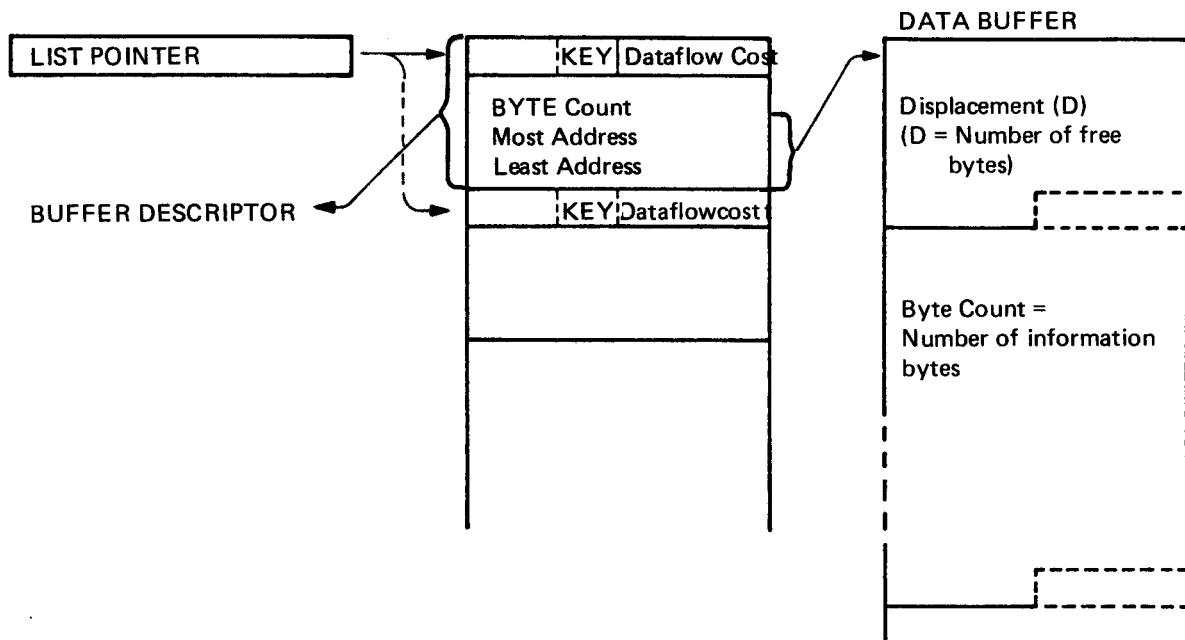 DATA BUFFER
LIST POINTER
KEY Dataflow Cost
BYTE Count
Most Address
Least Address
KEY Dataflowcost
BUFFER DESCRIPTOR
Displacement (D)
(D = Number of free
bytes)
Byte Count =
Number of information
bytes